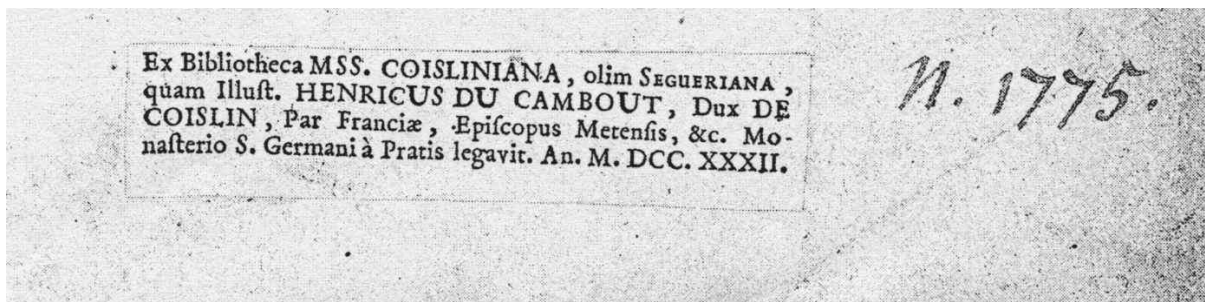 Ex Bibliotheca MSS. COISLINIANA, olim SEGUERIANA,
quam Illuſt. HENRICUS DU CAMBOUT, Dux DE
COISLIN, Par Franciæ, Epiſcopus Metenſis, &c. Mo-
naſterio S. Germani à Pratis legavit. An. M. DCC. XXXII.
N. 1775.